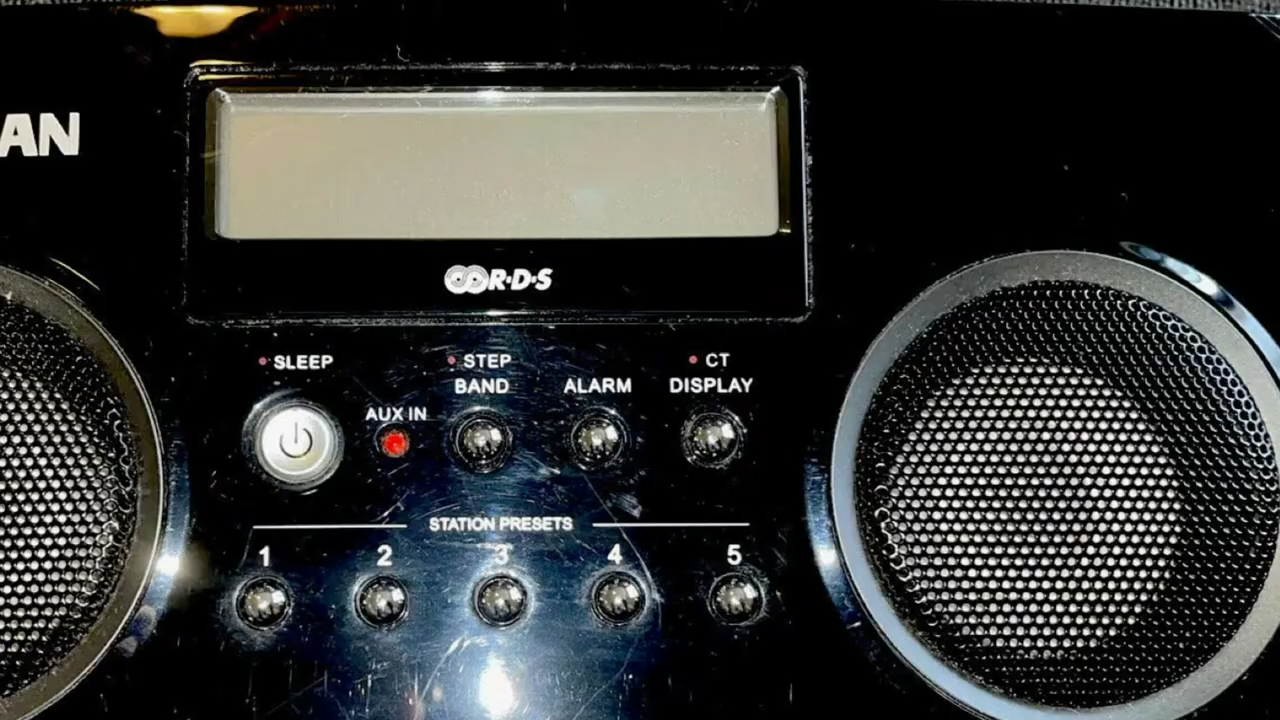 AN
R·D·S
SLEEP
STEP
CT
BAND
ALARM
DISPLAY
AUX IN
STATION PRESETS
1 2 3 4 5